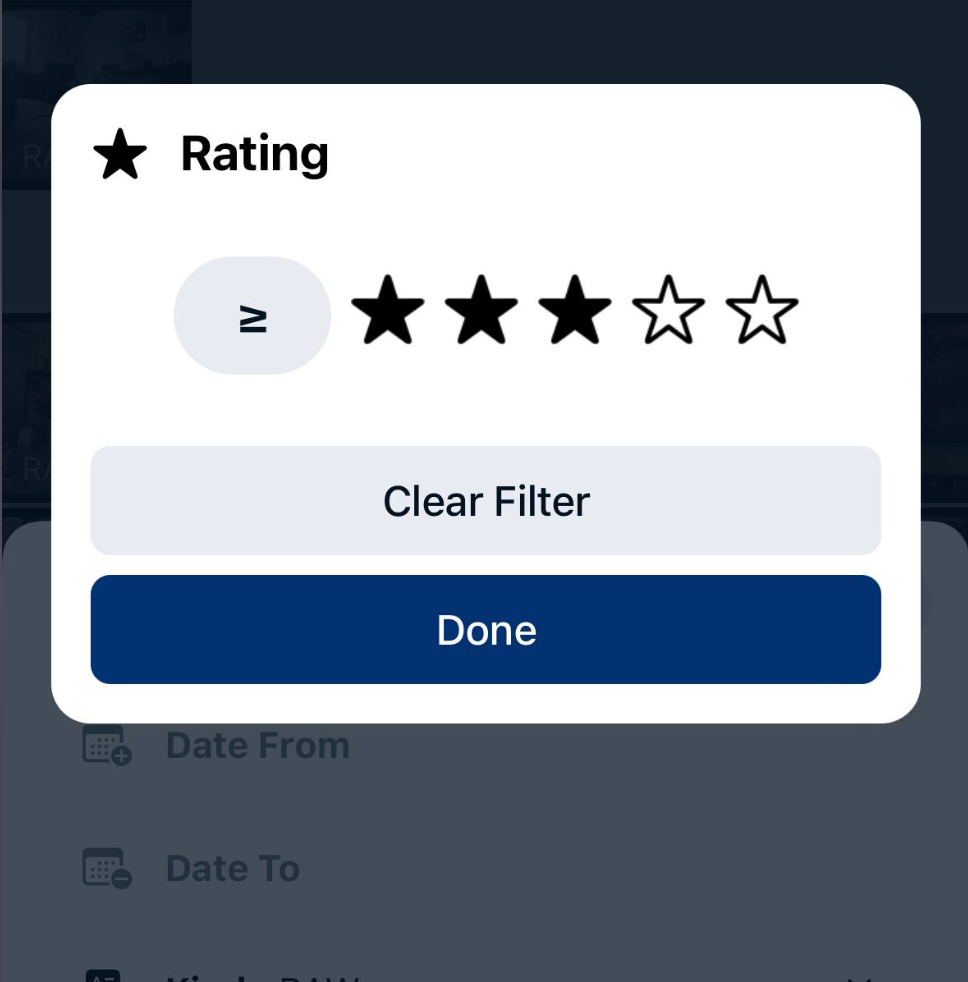 Rating
≥
Clear Filter
Done
Date From
Date To